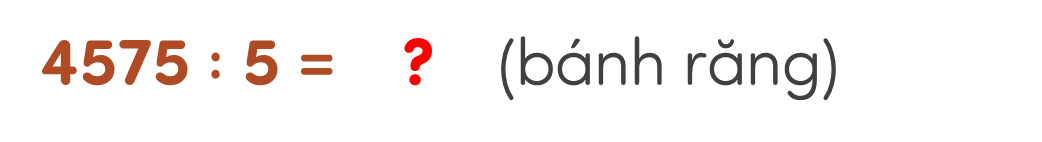 4575 : 5 = ? (bánh răng)